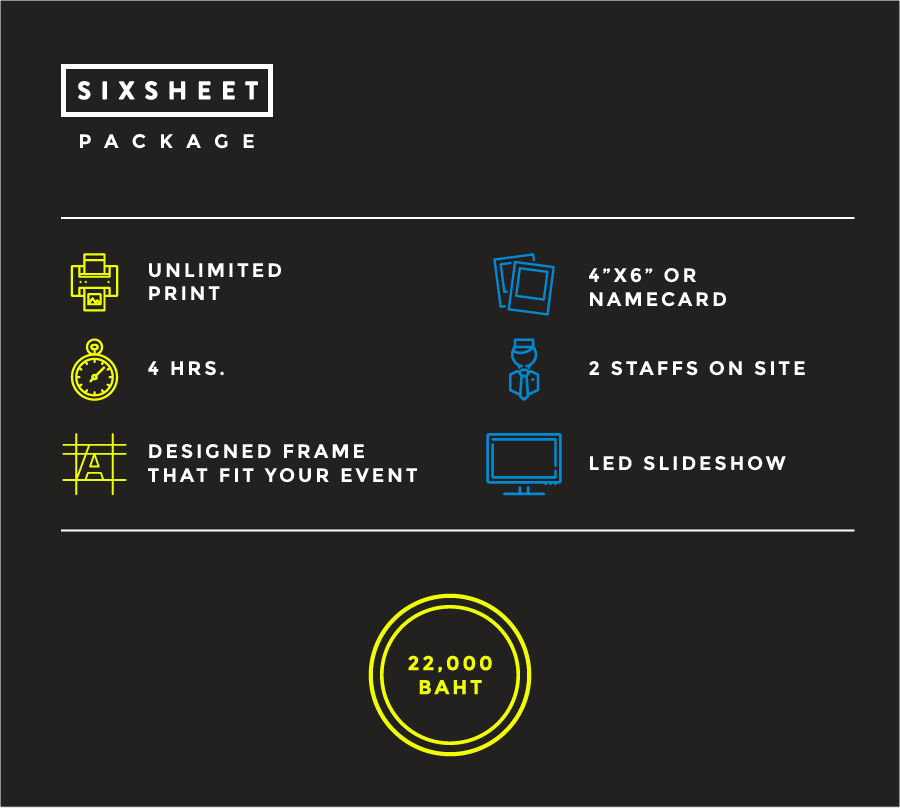 SIXSHEET
PACKAGE
UNLIMITED
PRINT
4”X6” OR
NAMECARD
4 HRS.
2 STAFFS ON SITE
DESIGNED FRAME
THAT FIT YOUR EVENT
LED SLIDESHOW
22,000
BAHT